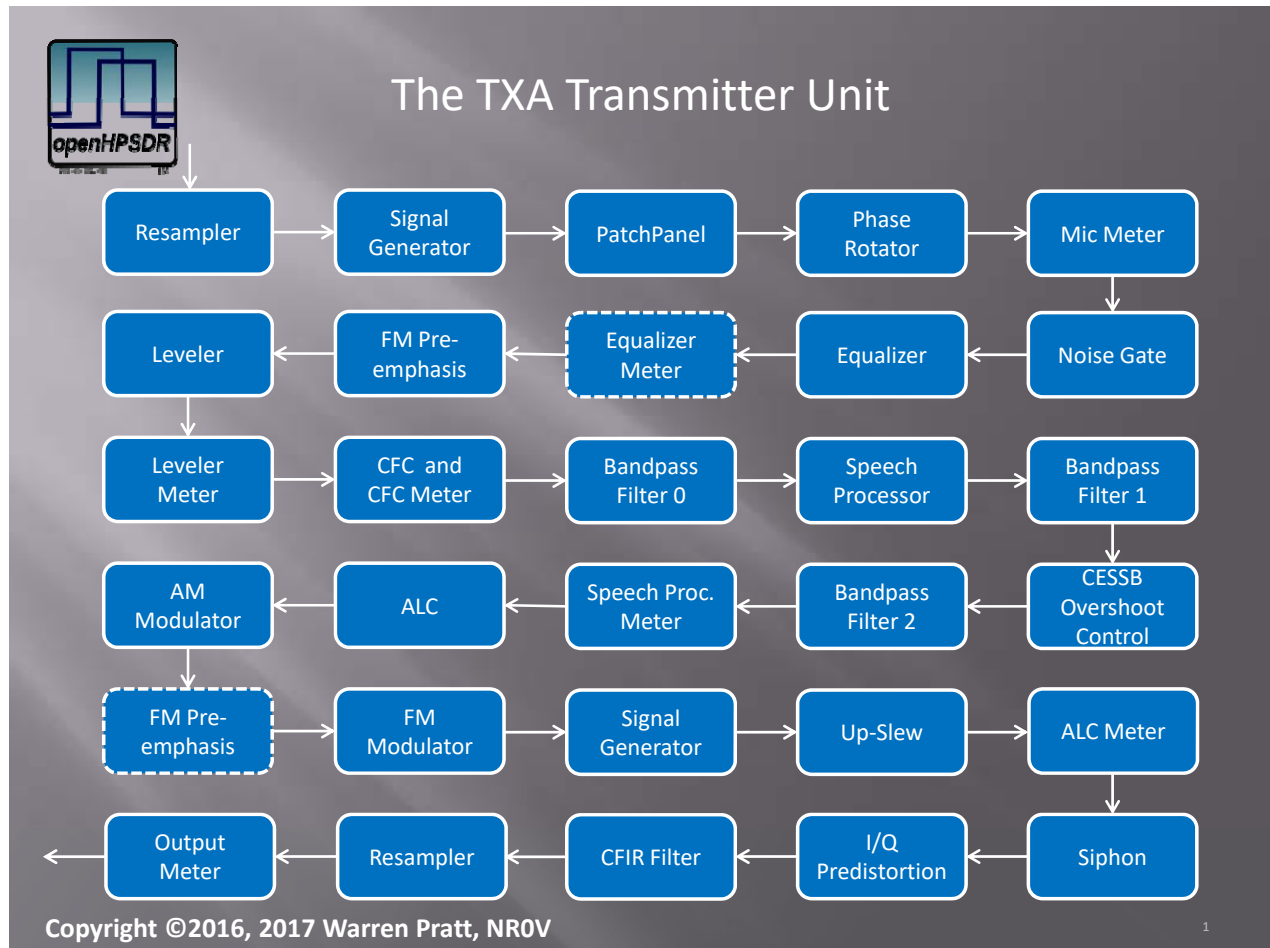 openHPSDR
The TXA Transmitter Unit
Resampler
Signal
Generator
PatchPanel
Phase
Rotator
Mic Meter
Leveler
FM Pre-
emphasis
Equalizer
Meter
Equalizer
Noise Gate
Leveler
Meter
CFC and
CFC Meter
Bandpass
Filter 0
Speech
Processor
Bandpass
Filter 1
AM
Modulator
ALC
Speech Proc.
Meter
Bandpass
Filter 2
CESSB
Overshoot
Control
FM Pre-
emphasis
FM
Modulator
Signal
Generator
Up-Slew
ALC Meter
Output
Meter
Resampler
CFIR Filter
I/Q
Predistortion
Siphon
Copyright ©2016, 2017 Warren Pratt, NR0V
1